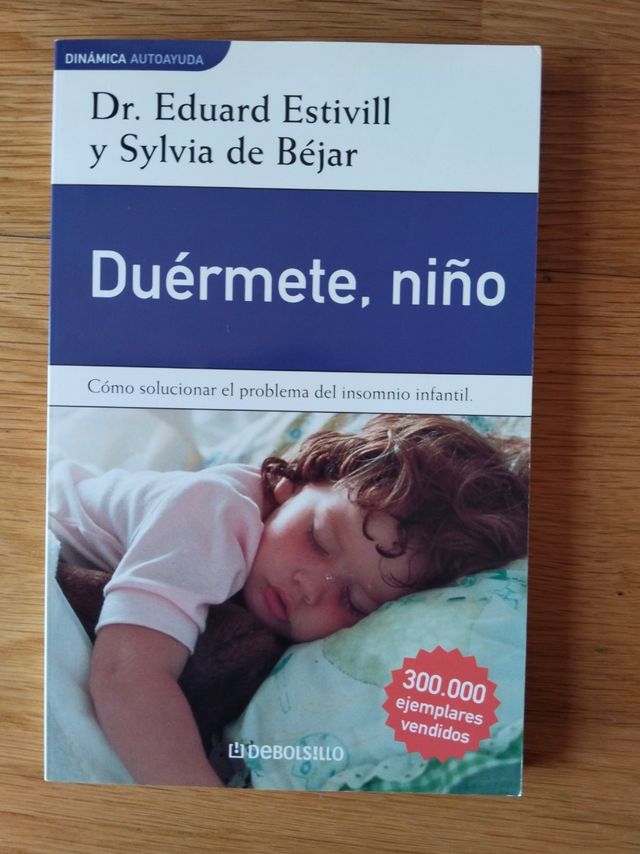 DINÁMICA AUTOAYUDA
Dr. Eduard Estivill
y Sylvia de Béjar
Duérmete, niño
Cómo solucionar el problema del insomnio infantil.
300.000
ejemplares
vendidos
DEBOLSILLO